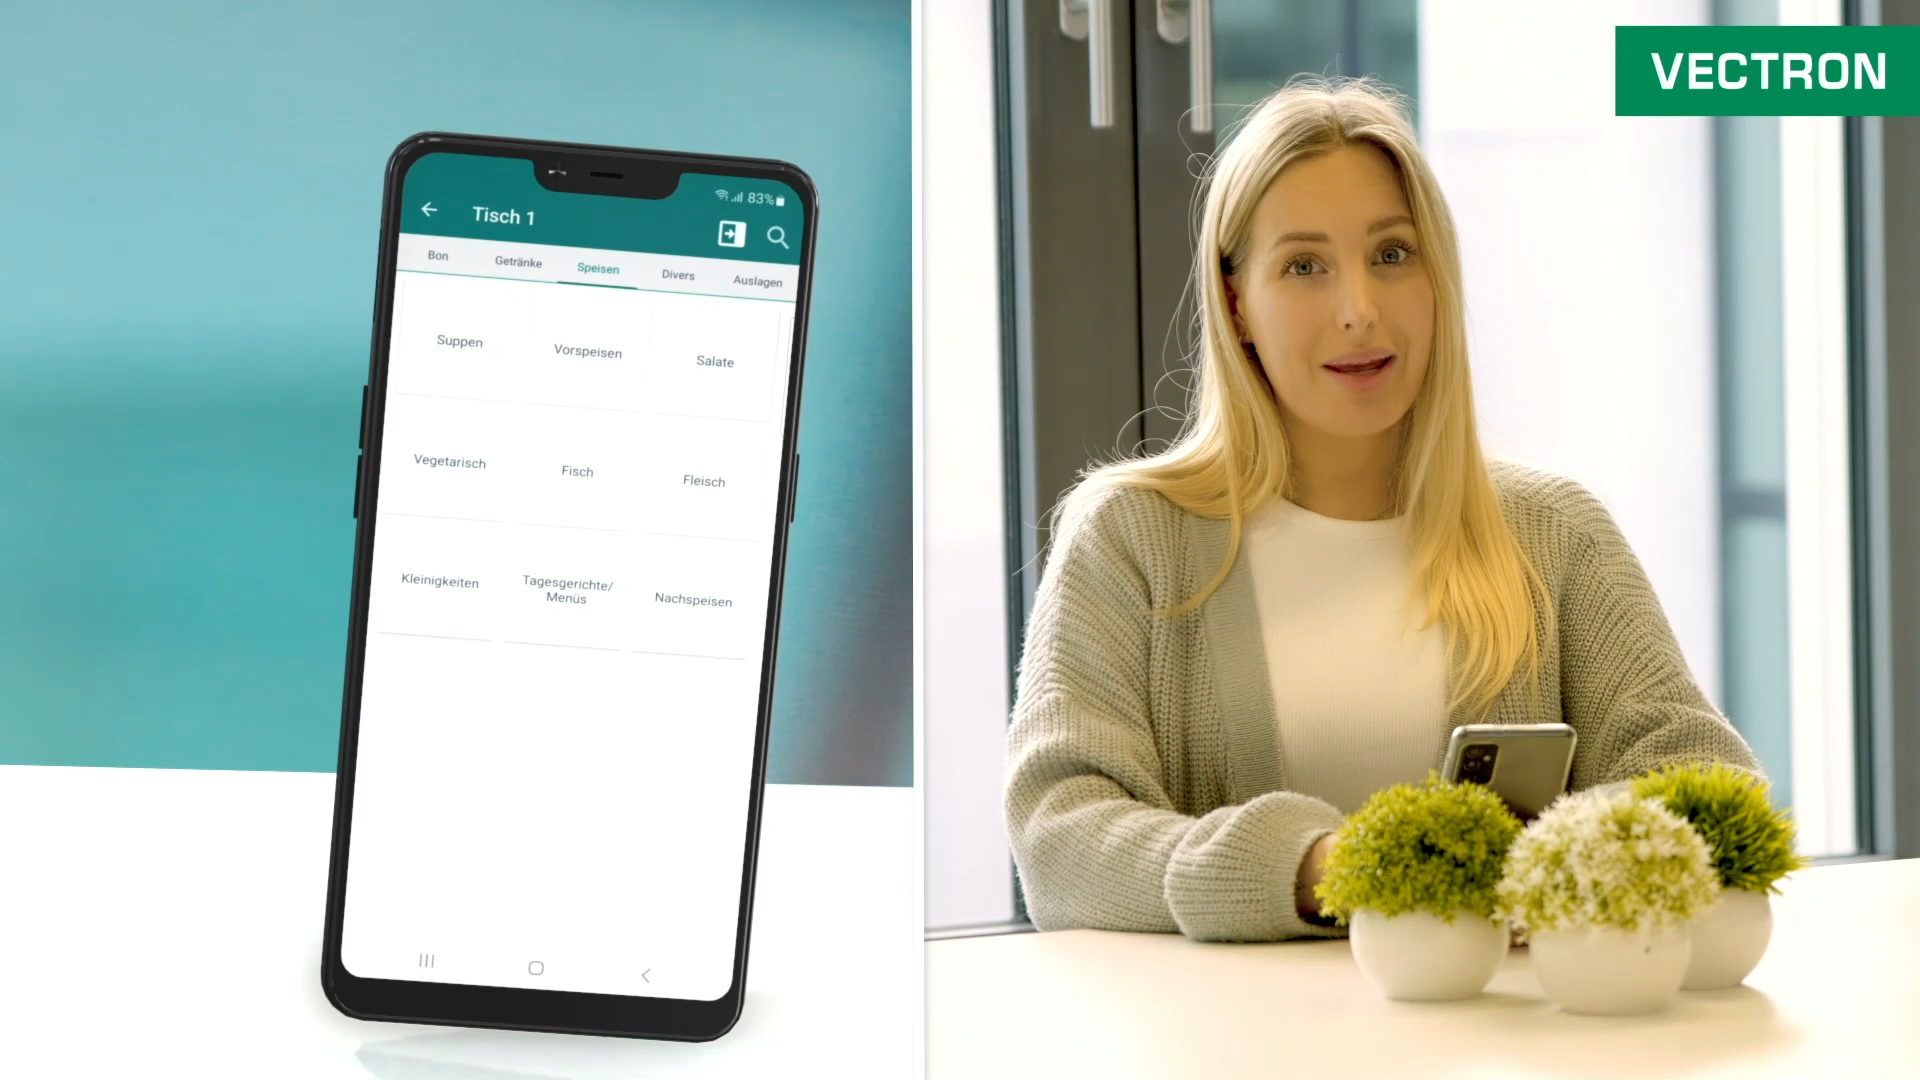 VECTRON
83%
Tisch 1
Bon
Getränke
Speisen
Divers
Auslagen
Suppen
Vorspeisen
Salate
Vegetarisch
Fisch
Fleisch
Kleinigkeiten
Tagesgerichte/
Menüs
Nachspeisen